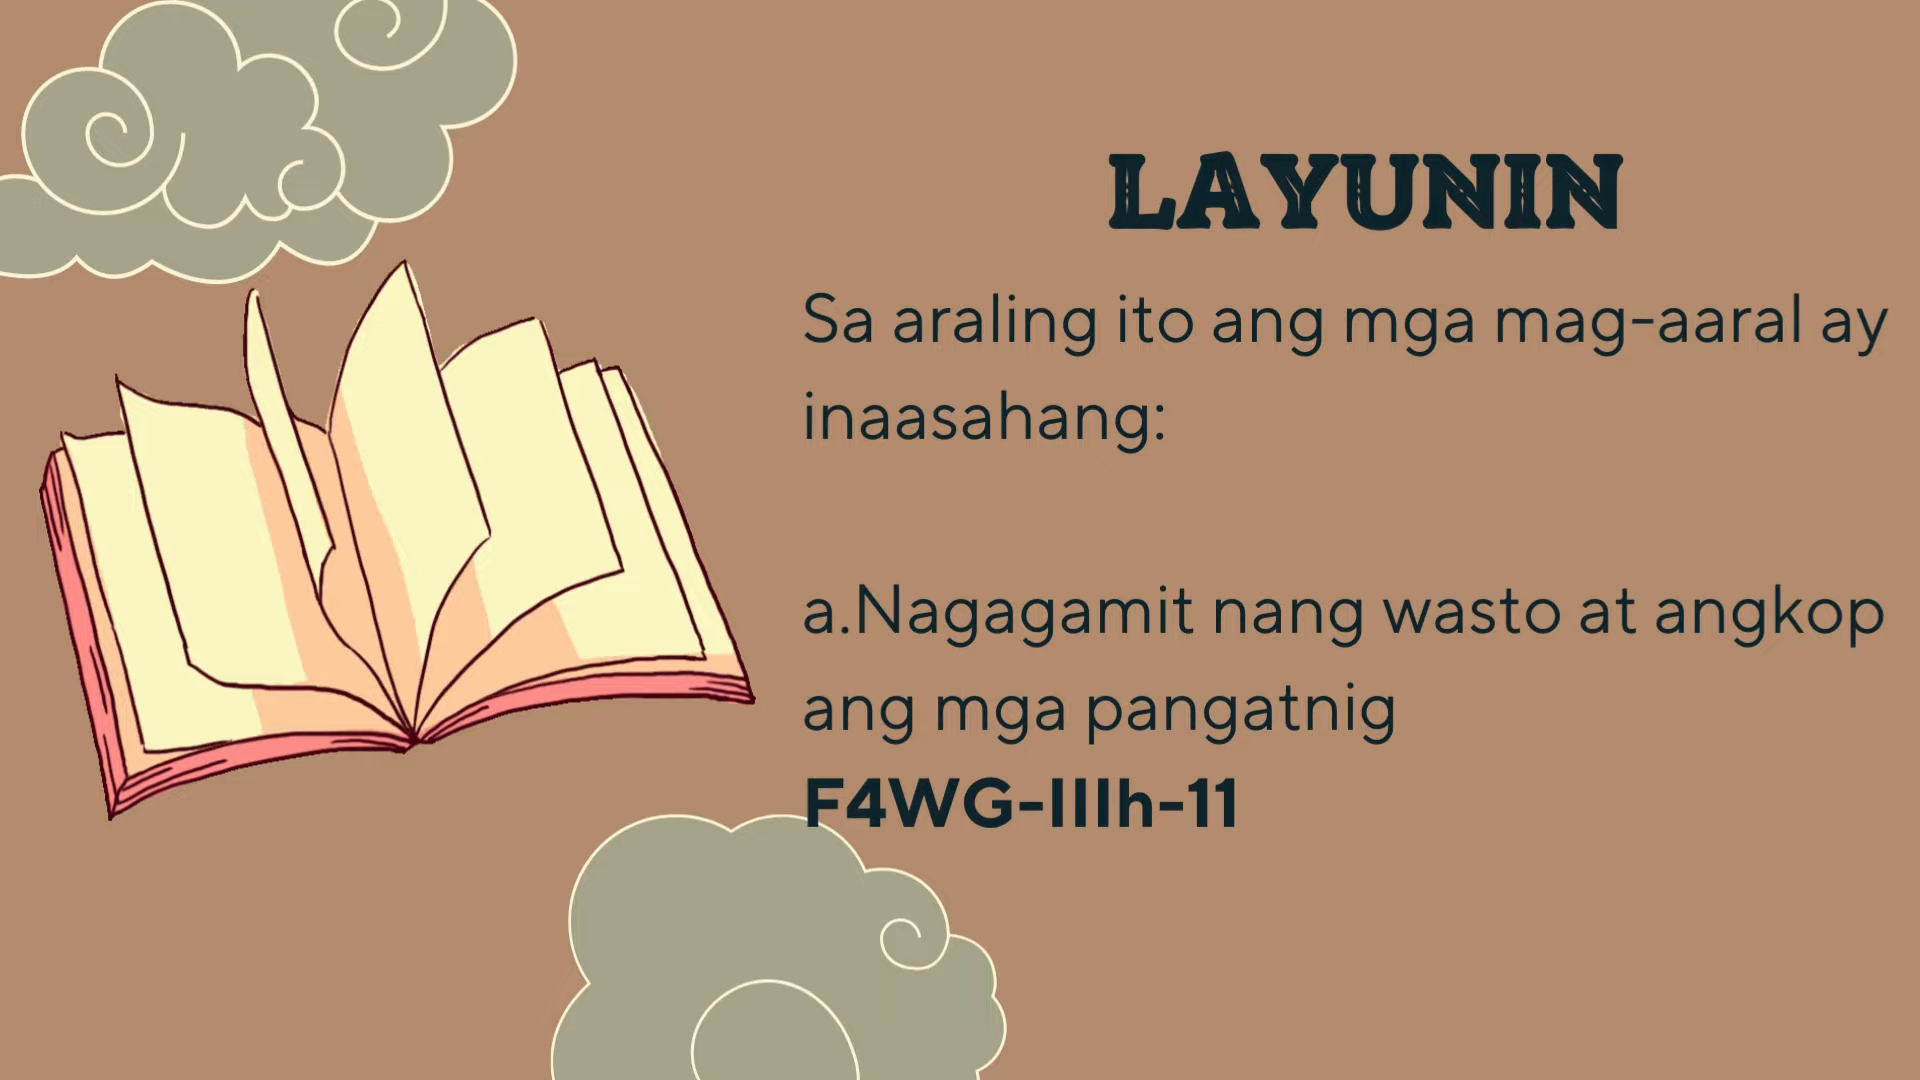 LAYUNIN
Sa araling ito ang mga mag-aaral ay
inaasahang:
a.Nagagamit nang wasto at angkop
ang mga pangatnig
F4WG-IIIh-11